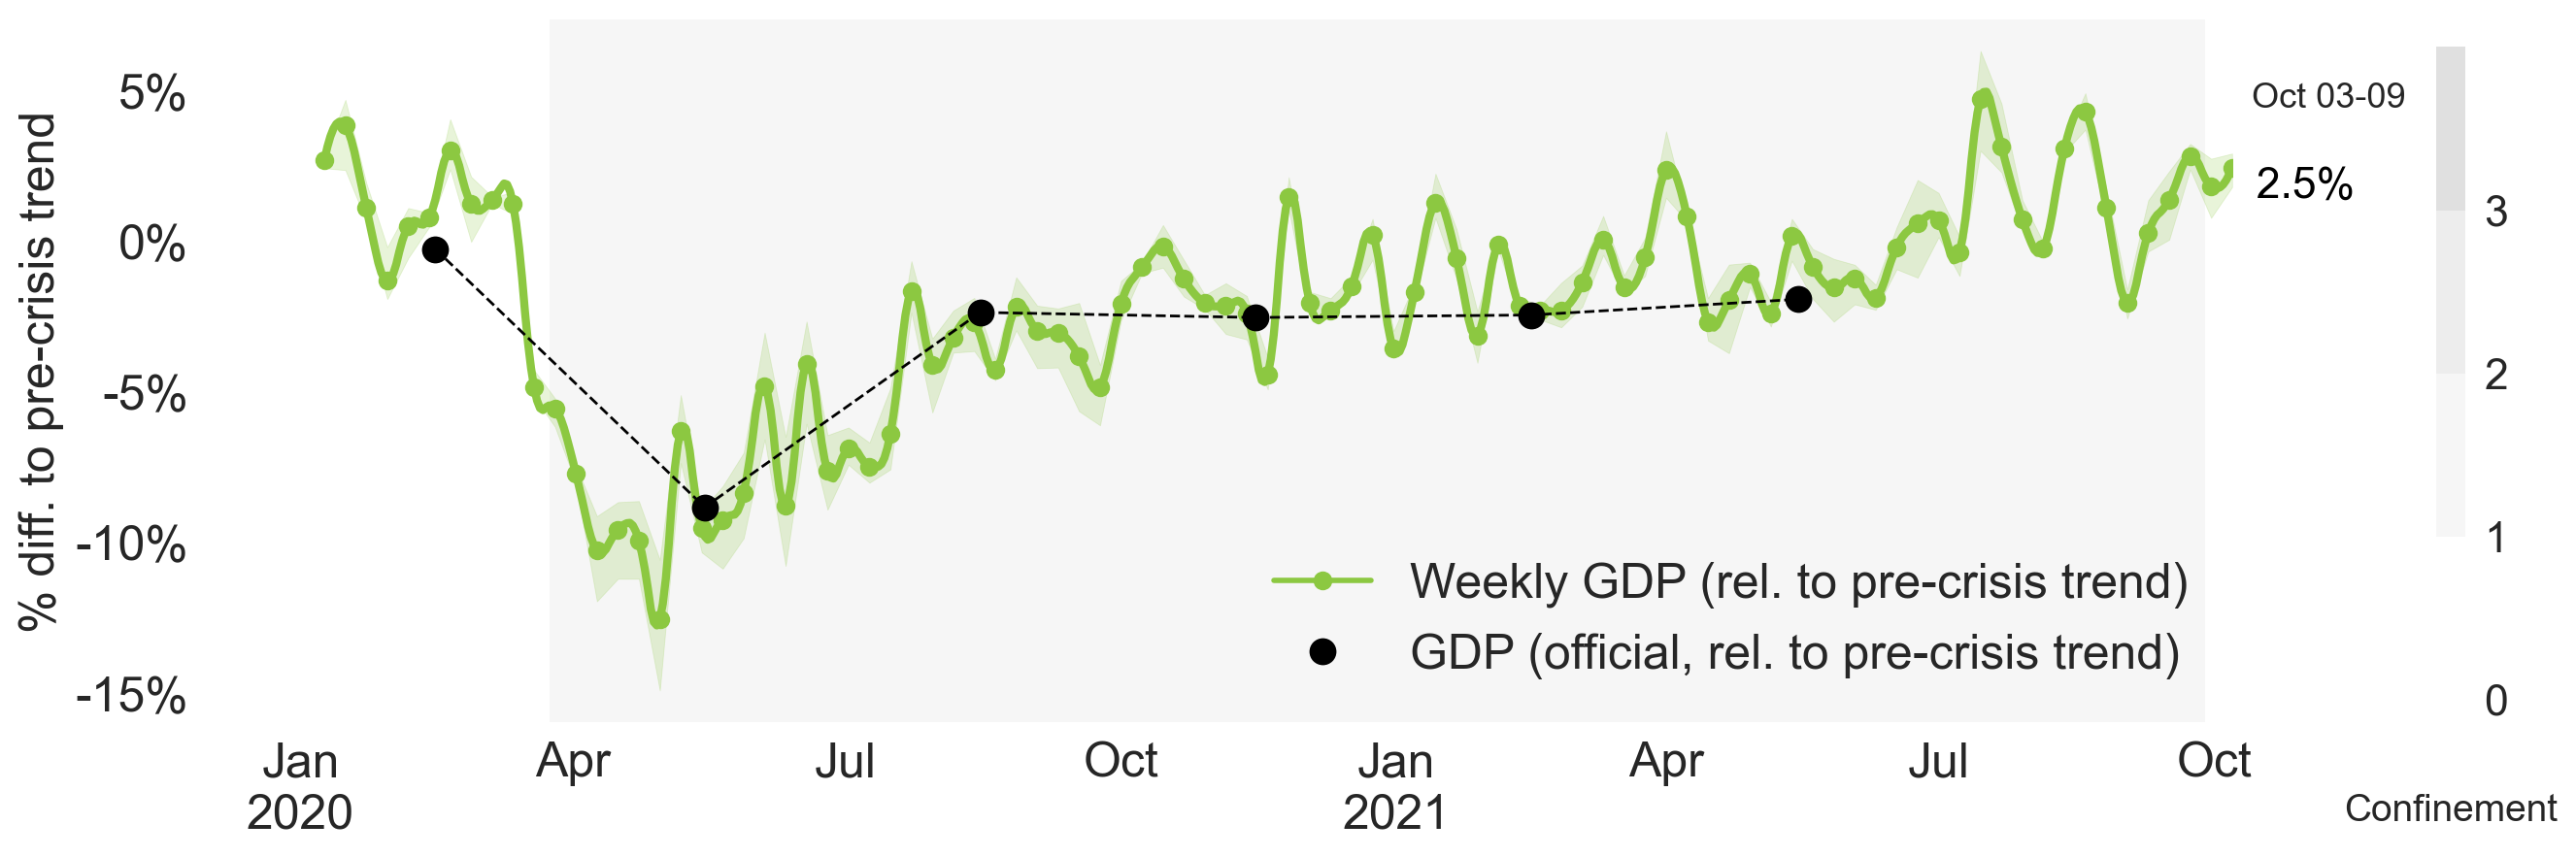 % diff. to pre-crisis trend
5%
0%
-5%
-10%
-15%
Oct 03-09
2.5%
3
2
1
0
Weekly GDP (rel. to pre-crisis trend)
GDP (official, rel. to pre-crisis trend)
Jan Apr Jul Oct Jan Apr Jul Oct
2020 2021
Confinement